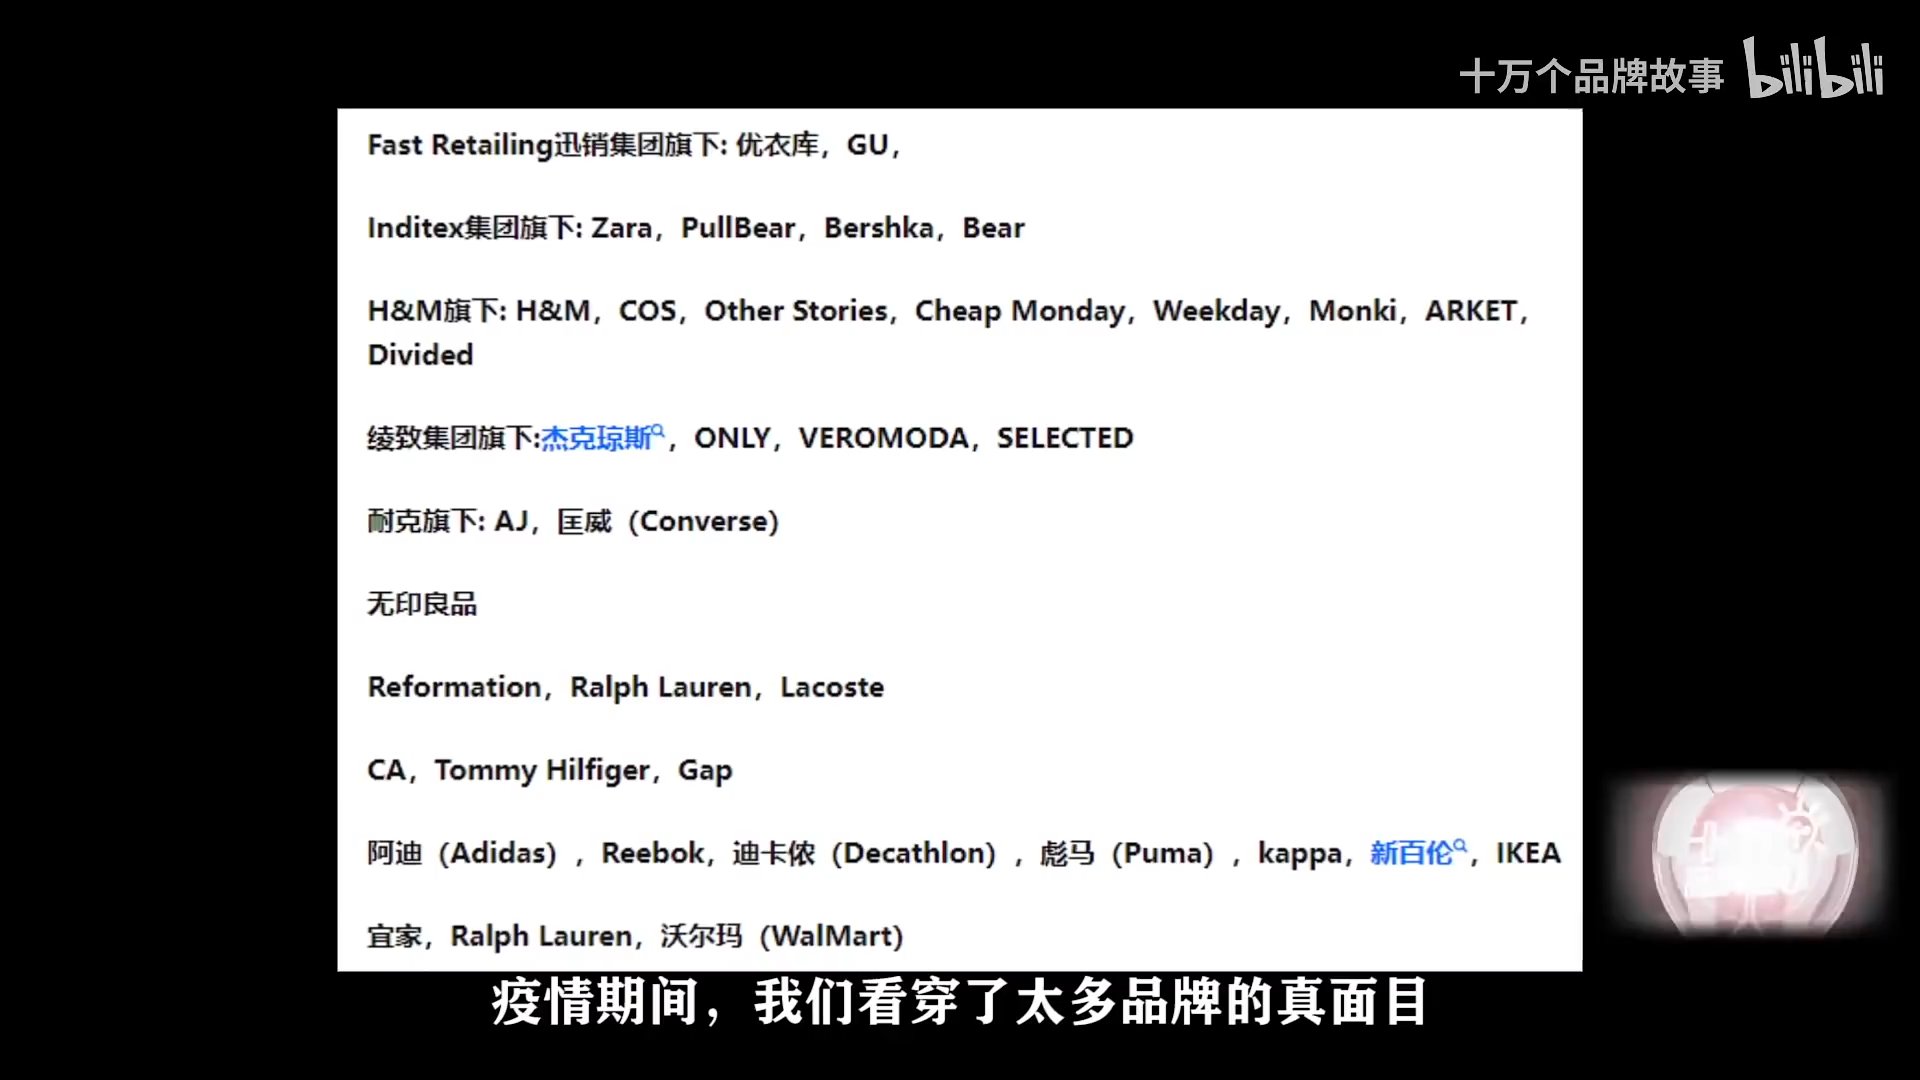 十万个品牌故事 bilibili
Fast Retailing迅销集团旗下: 优衣库，GU，
Inditex集团旗下: Zara，PullBear，Bershka，Bear
H&M旗下: H&M，COS，Other Stories，Cheap Monday，Weekday，Monki，ARKET，
Divided
绫致集团旗下:杰克琼斯，ONLY，VEROMODA，SELECTED
耐克旗下: AJ，匡威（Converse）
无印良品
Reformation，Ralph Lauren，Lacoste
CA，Tommy Hilfiger，Gap
阿迪（Adidas），Reebok，迪卡侬（Decathlon），彪马（Puma），kappa，新百伦，IKEA
宜家，Ralph Lauren，沃尔玛（WalMart）
疫情期间，我们看穿了太多品牌的真面目